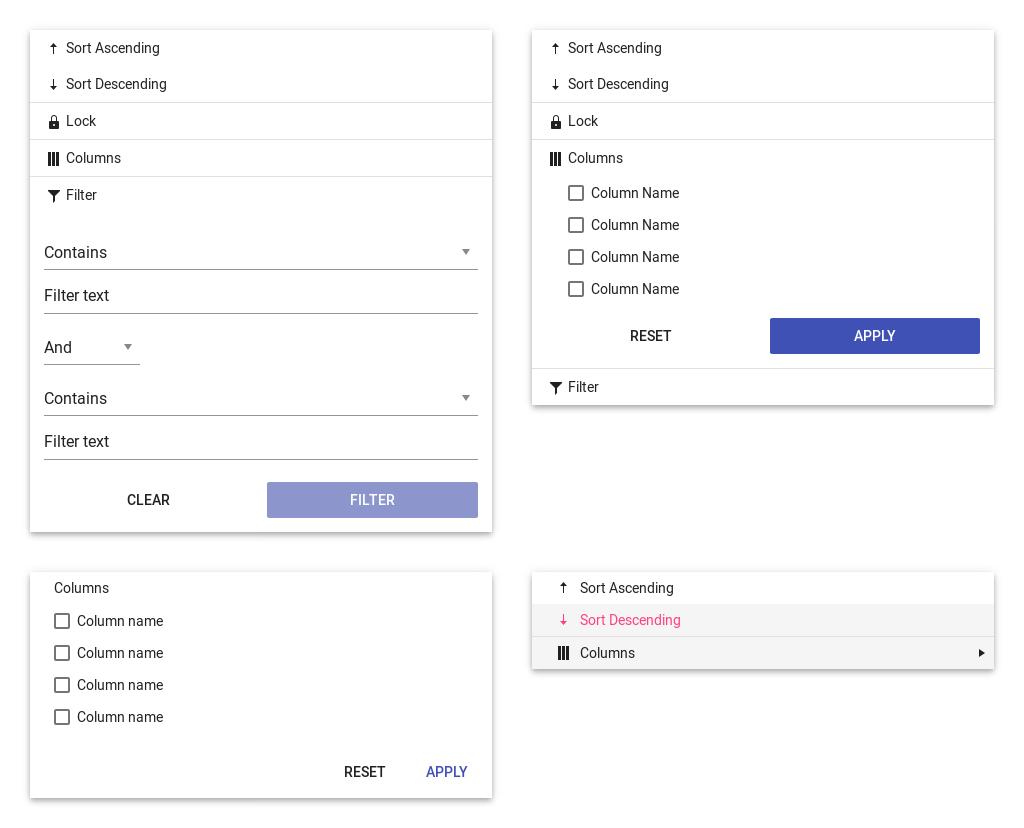 Sort Ascending
Sort Descending
Lock
Columns
Filter
Contains
Filter text
And
Contains
Filter text
CLEAR FILTER
Sort Ascending
Sort Descending
Lock
Columns
Column Name
Column Name
Column Name
Column Name
RESET APPLY
Filter
Columns
Column name
Column name
Column name
Column name
RESET APPLY
Sort Ascending
Sort Descending
Columns